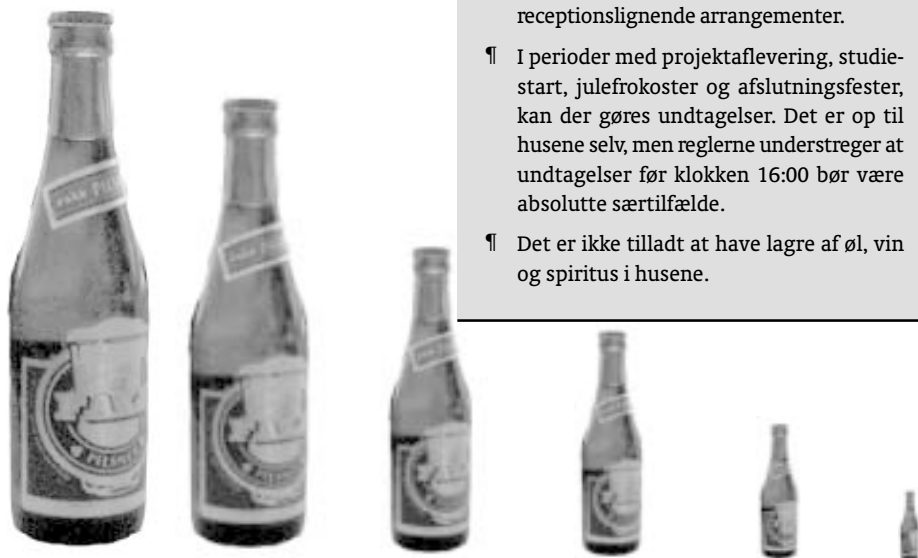 receptionslignende arrangementer.
¶ I perioder med projektaflevering, studie-
start, julefrokoster og afslutningsfester,
kan der gøres undtagelser. Det er op til
husene selv, men reglerne understreger at
undtagelser før klokken 16:00 bør være
absolutte særtilfælde.
¶ Det er ikke tilladt at have lagre af øl, vin
og spiritus i husene.
PILSNER